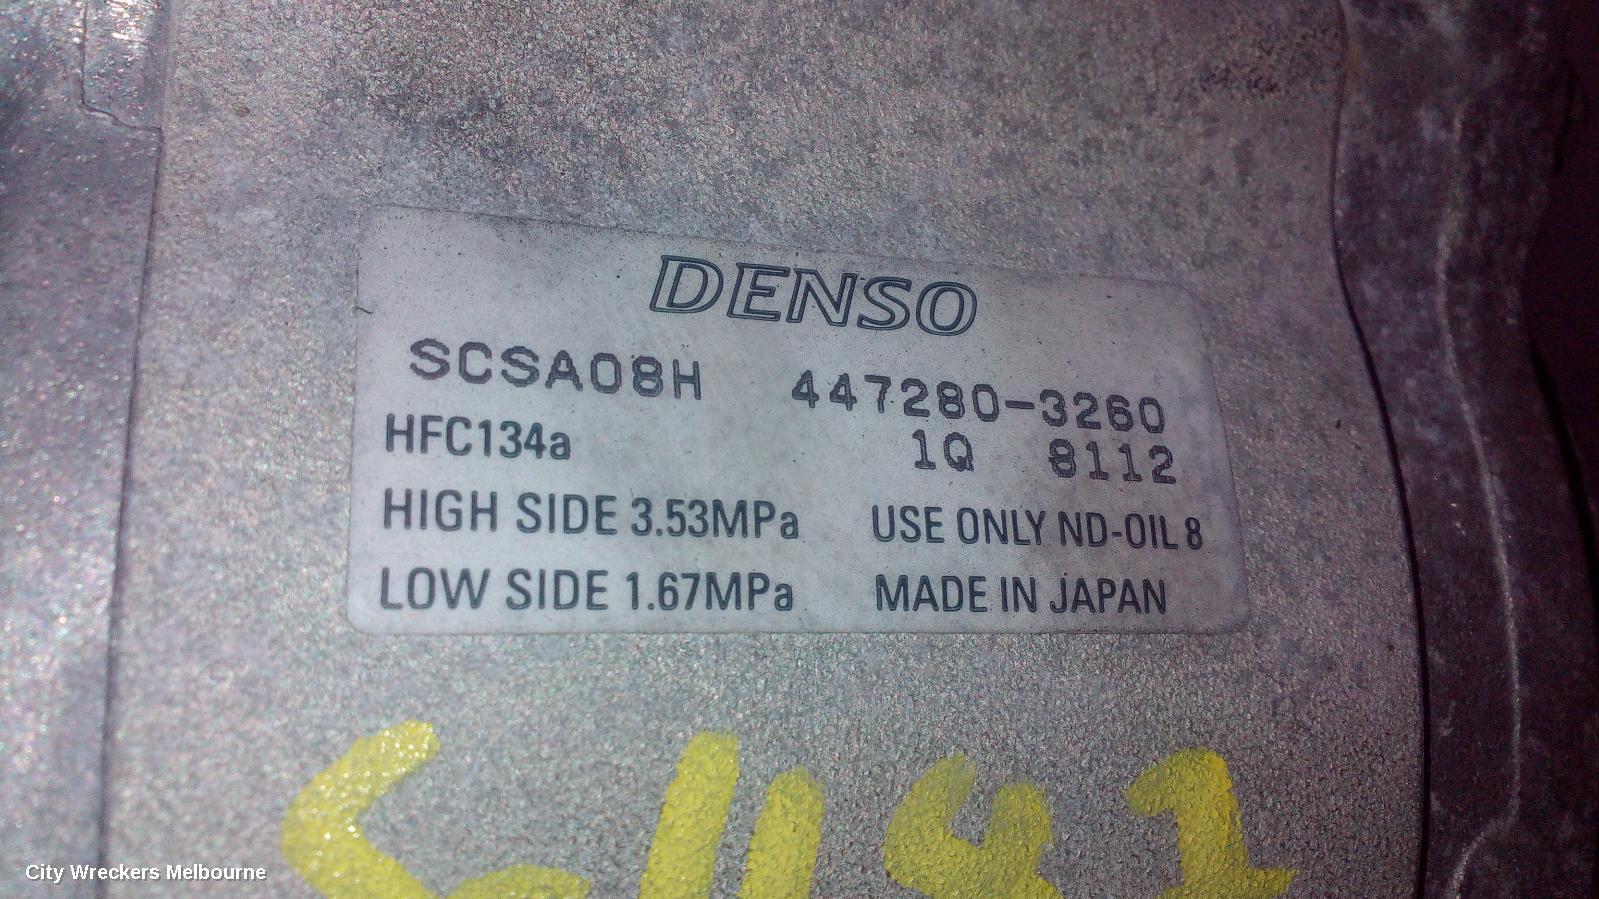 DENSO
SCSA08H 447280-3260
HFC134a 1Q 8112
HIGH SIDE 3.53MPa USE ONLY ND-OIL 8
LOW SIDE 1.67MPa MADE IN JAPAN
City Wreckers Melbourne